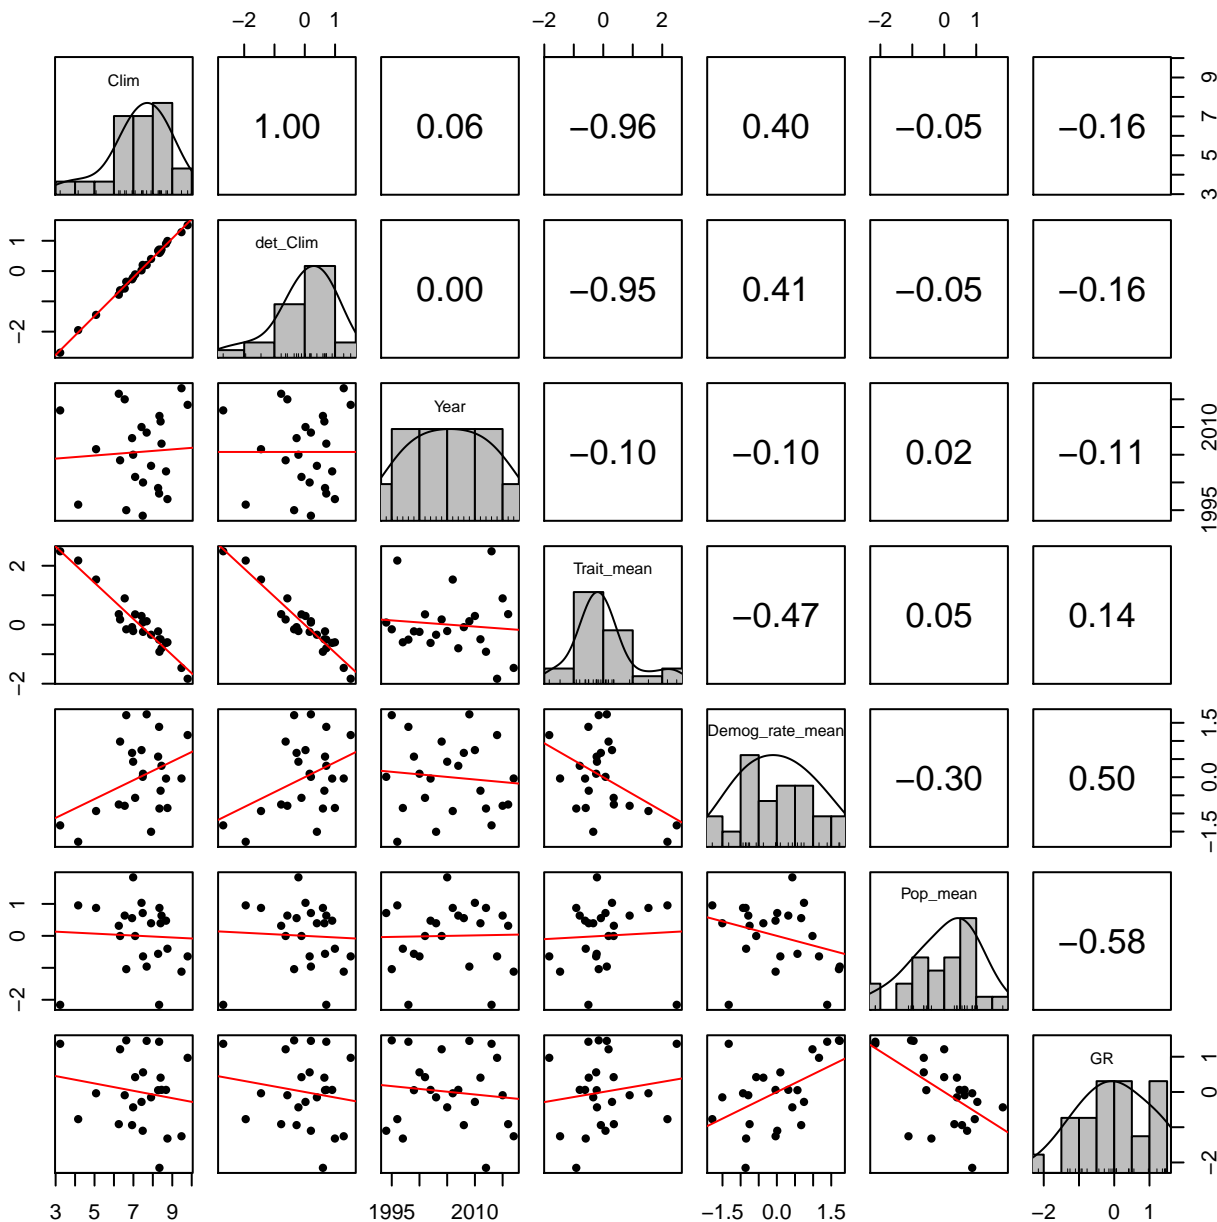 −2 0 1 −2 0 2 −2 0 1
Clim 1.00 0.06 −0.96 0.40 −0.05 −0.16 3 5 7 9
−2 0 1 det_Clim 0.00 −0.95 0.41 −0.05 −0.16
Year −0.10 −0.10 0.02 −0.11 1995 2010
−2 0 2 Trait_mean −0.47 0.05 0.14
Demog_rate_mean −0.30 0.50 −1.5 0.0 1.5
−2 0 1 Pop_mean −0.58
GR −2 0 1
3 5 7 9 1995 2010 −1.5 0.0 1.5 −2 0 1